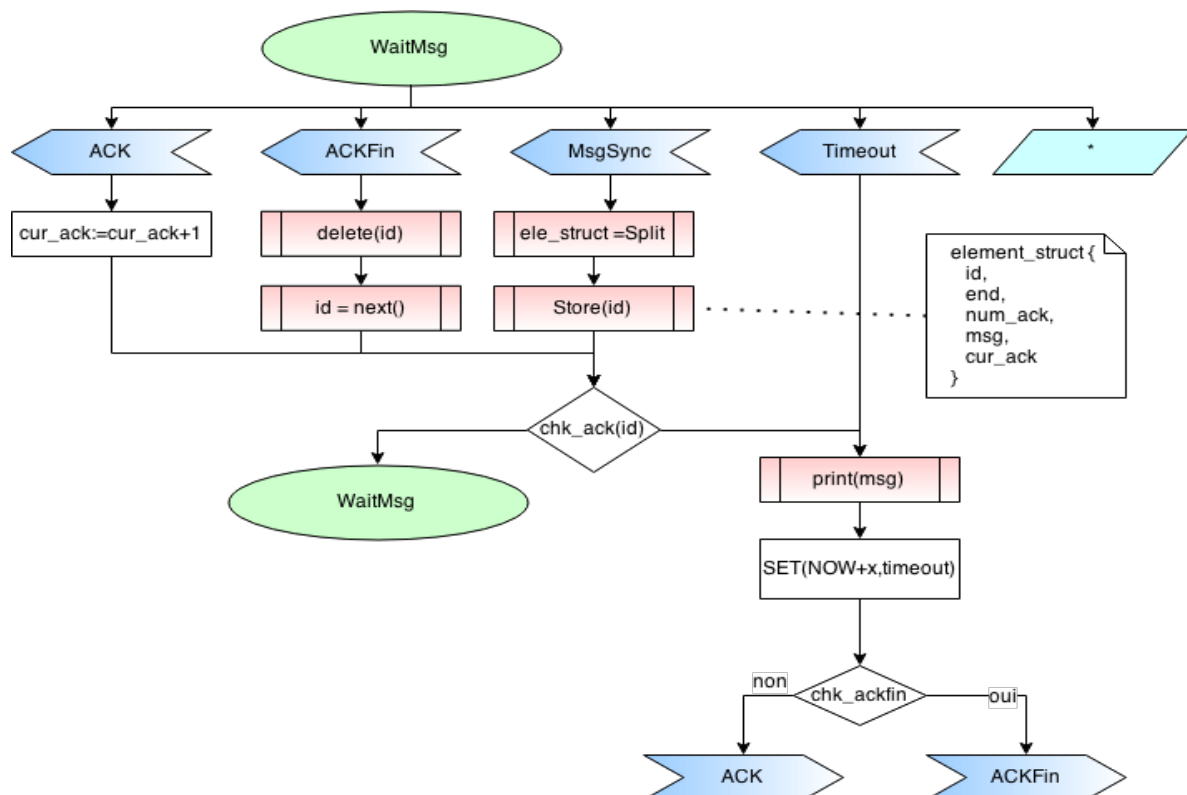 WaitMsg
ACK
ACKFin
MsgSync
Timeout
*
cur_ack:=cur_ack+1
delete(id)
ele_struct =Split
id = next()
Store(id)
element_struct {
id,
end,
num_ack,
msg,
cur_ack
}
chk_ack(id)
WaitMsg
print(msg)
SET(NOW+x,timeout)
non
chk_ackfin
oui
ACK
ACKFin